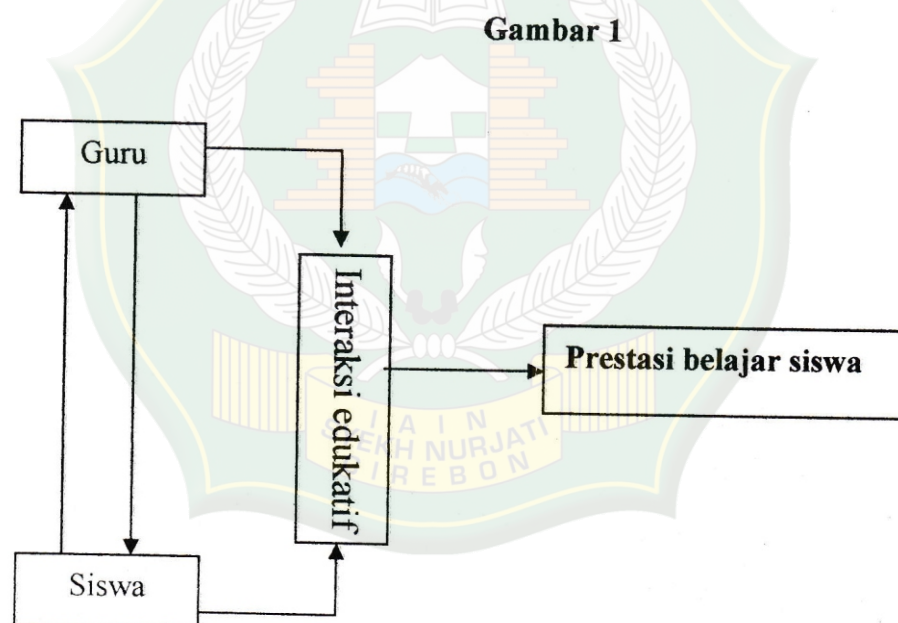 Gambar 1
Guru
Interaksi edukatif
Prestasi belajar siswa
Siswa
IAIN
SYEKH NURJATI
CIREBON